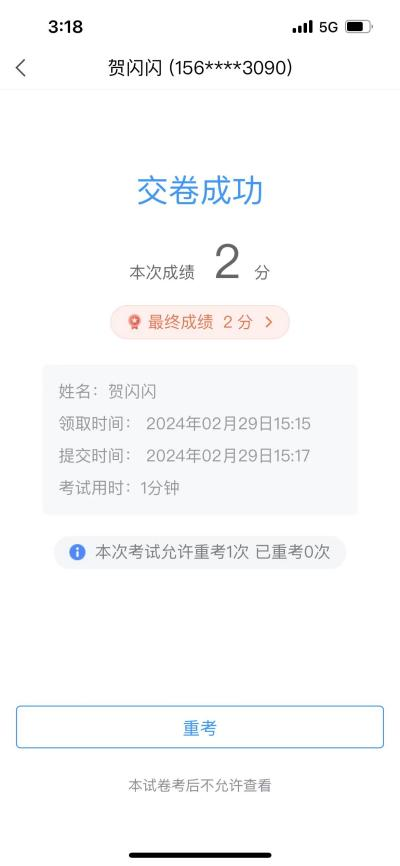 3:18
5G
贺闪闪 (156****3090)
交卷成功
本次成绩 2 分
最终成绩 2 分
姓名：贺闪闪
领取时间： 2024年02月29日15:15
提交时间： 2024年02月29日15:17
考试用时：1分钟
本次考试允许重考1次 已重考0次
重考
本试卷考后不允许查看